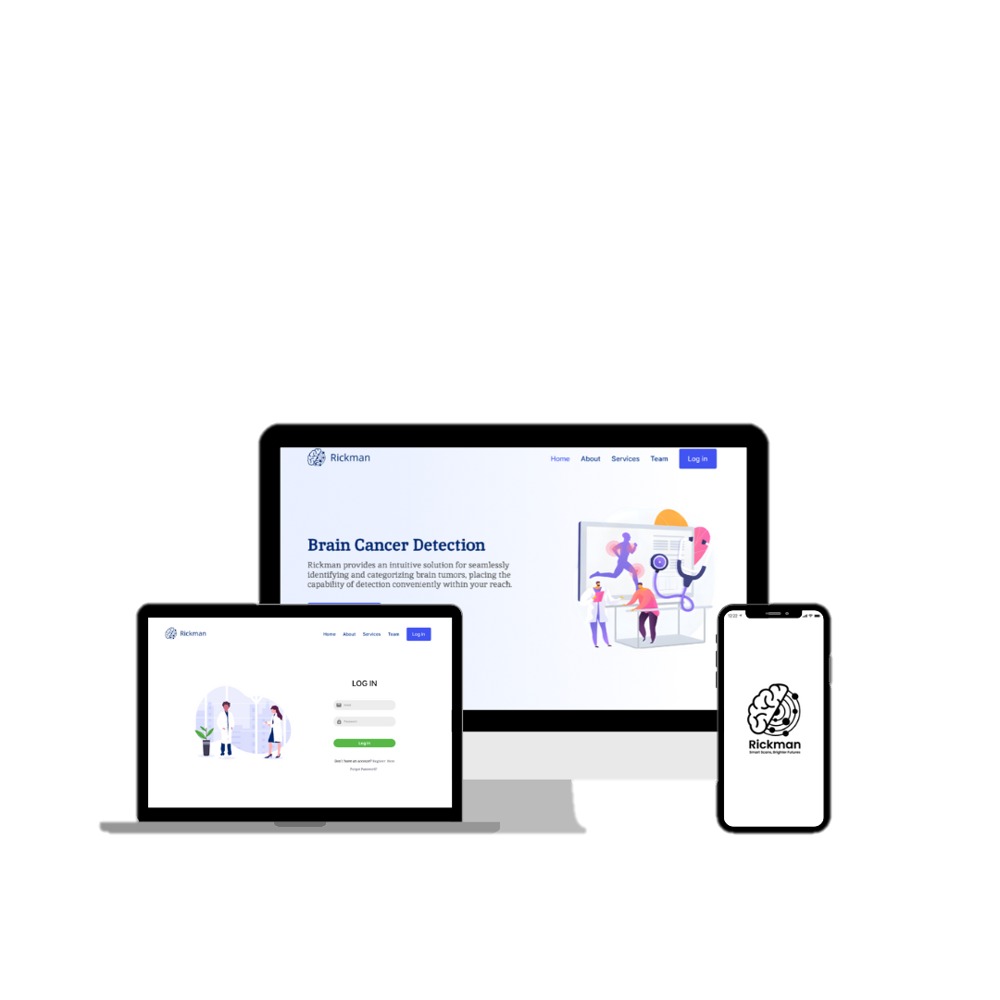 Rickman
Home About Services Team Log in
Brain Cancer Detection
Rickman provides an intuitive solution for seamlessly
identifying and categorizing brain tumors, placing the
capability of detection conveniently within your reach.
Rickman
Home About Services Team Log in
LOG IN
Email
Password
Log in
Don't have an account? Register Here
Forgot Password?
12:22
Rickman
Smart Scans, Brighter Futures